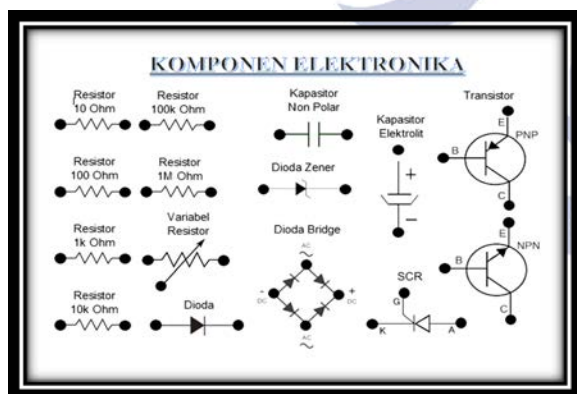 KOMPONEN ELEKTRONIKA
Resistor
10 Ohm
Resistor
100k Ohm
Kapasitor
Non Polar
Kapasitor
Elektrolit
+
−
Transistor
E
B
PNP
C
Resistor
100 Ohm
Resistor
1M Ohm
Dioda Zener
Resistor
1k Ohm
Variabel
Resistor
Dioda Bridge
AC
-
DC
+
DC
AC
E
B
NPN
C
Resistor
10k Ohm
Dioda
SCR
G
K
A